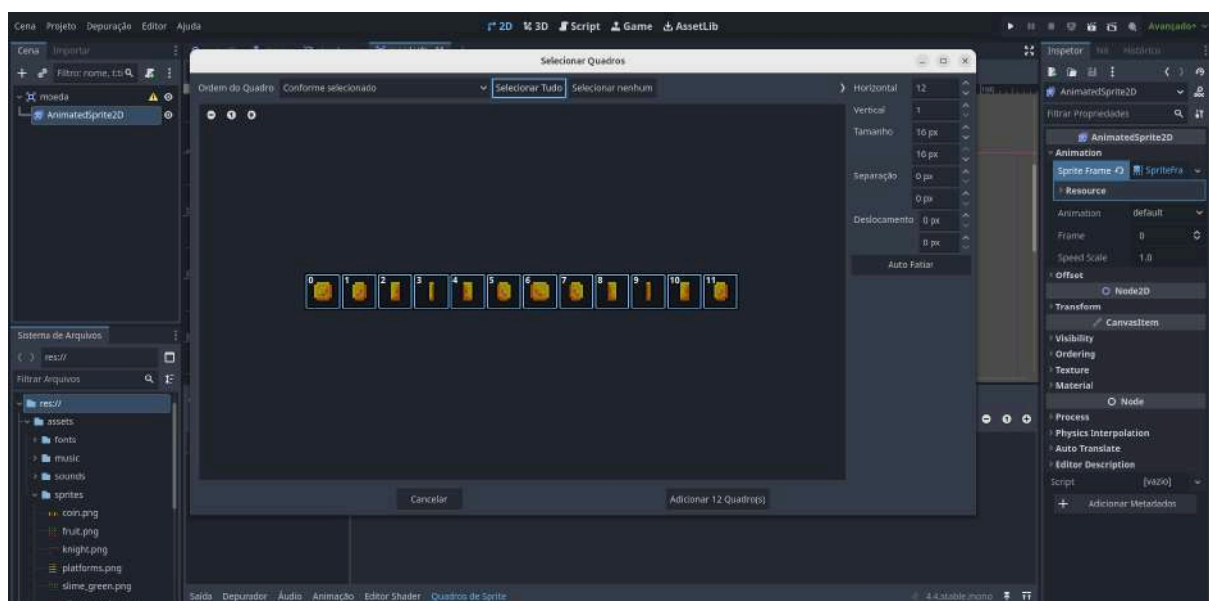 Cena Projeto Depuração Editor Ajuda
2D 3D Script Game AssetLib
Avançado+
Cena Importar
Filtro: nome, t:ti
moeda
AnimatedSprite2D
Selecionar Quadros
Ordem do Quadro Conforme selecionado Selecionar Tudo Selecionar nenhum
Horizontal 12
Vertical 1
Tamanho 16 px
16 px
Separação 0 px
0 px
Deslocamento 0 px
0 px
Auto Fatiar
0 1 2 3 4 5 6 7 8 9 10 11
Cancelar Adicionar 12 Quadro(s)
Sistema de Arquivos
res://
Filtrar Arquivos
res://
assets
fonts
music
sounds
sprites
coin.png
fruit.png
knight.png
platforms.png
slime_green.png
Saída Depurador Áudio Animação Editor Shader Quadros de Sprite
4.4.stable.mono
Inspetor Nó Histórico
AnimatedSprite2D
Filtrar Propriedades
AnimatedSprite2D
Animation
Sprite Frame SpriteFra
Resource
Animation default
Frame 0
Speed Scale 1.0
Offset
Node2D
Transform
CanvasItem
Visibility
Ordering
Texture
Material
Node
Process
Physics Interpolation
Auto Translate
Editor Description
Script [vazio]
Adicionar Metadados